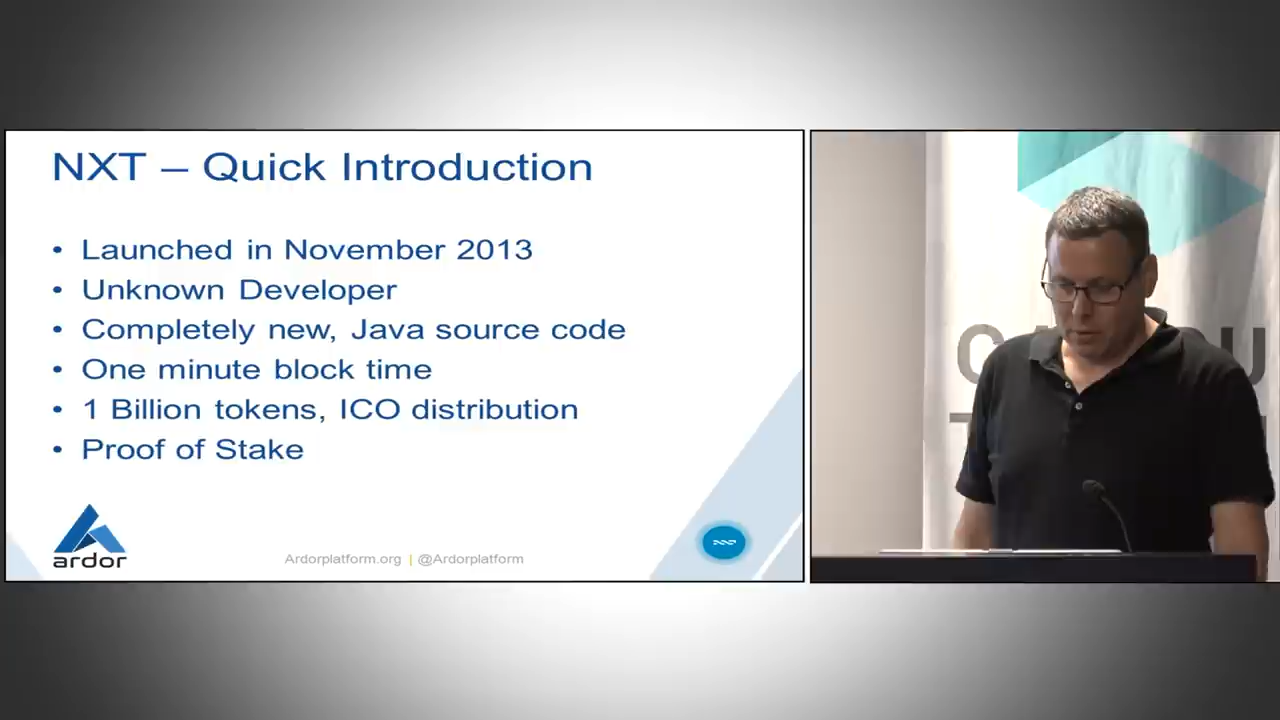 NXT – Quick Introduction
• Launched in November 2013
• Unknown Developer
• Completely new, Java source code
• One minute block time
• 1 Billion tokens, ICO distribution
• Proof of Stake
ardor
Ardorplatform.org | @Ardorplatform